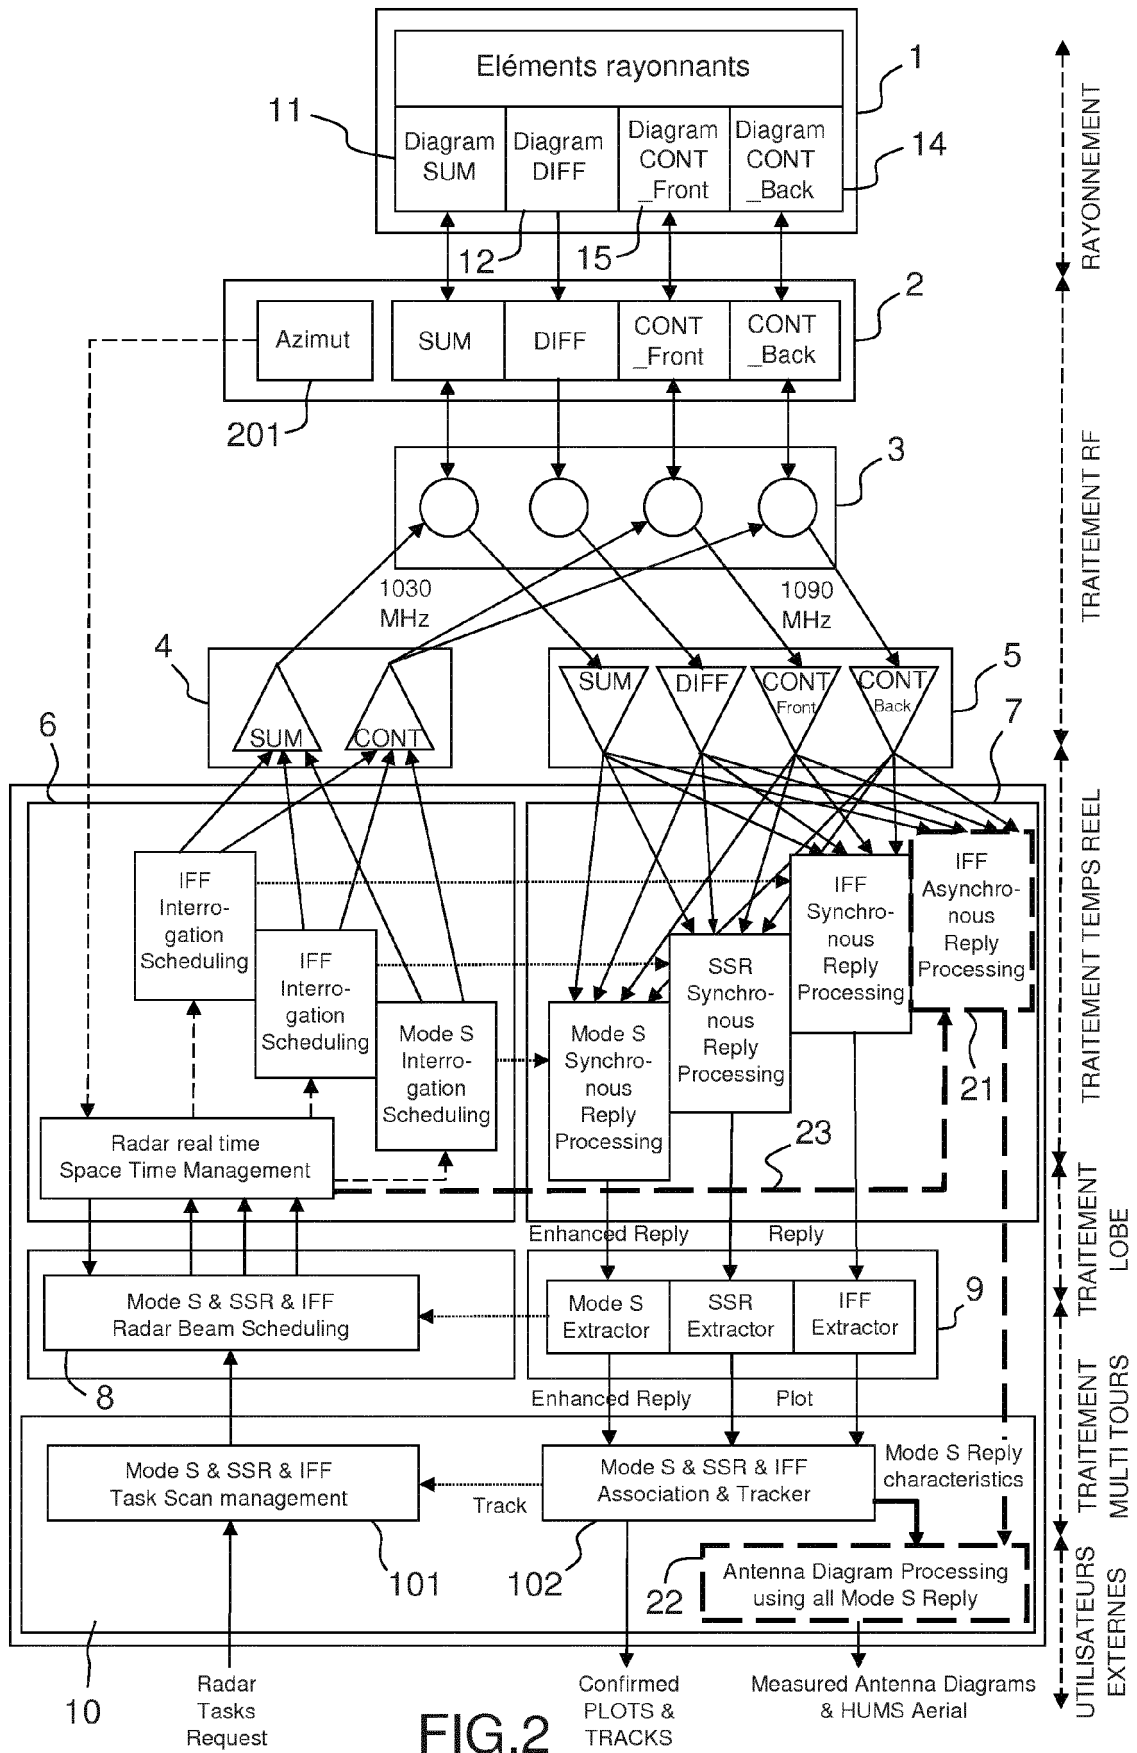 Eléments rayonnants
1
11
Diagram
SUM
Diagram
DIFF
Diagram
CONT
_Front
Diagram
CONT
_Back
14
12
15
RAYONNEMENT
2
Azimut
SUM
DIFF
CONT
_Front
CONT
_Back
201
3
TRAITEMENT RF
1030
MHz
1090
MHz
4
SUM
CONT
SUM
DIFF
CONT
Front
CONT
Back
5
6
7
IFF
Interro-
gation
Scheduling
IFF
Interro-
gation
Scheduling
Mode S
Interro-
gation
Scheduling
Mode S
Synchro-
nous
Reply
Processing
SSR
Synchro-
nous
Reply
Processing
IFF
Synchro-
nous
Reply
Processing
IFF
Asynchro-
nous
Reply
Processing
21
TRAITEMENT TEMPS REEL
Radar real time
Space Time Management
23
Enhanced Reply
Reply
TRAITEMENT
LOBE
Mode S & SSR & IFF
Radar Beam Scheduling
8
Mode S
Extractor
SSR
Extractor
IFF
Extractor
9
Enhanced Reply
Plot
TRAITEMENT
MULTI TOURS
Mode S & SSR & IFF
Task Scan management
101
Track
Mode S & SSR & IFF
Association & Tracker
102
Mode S Reply
characteristics
22
Antenna Diagram Processing
using all Mode S Reply
UTILISATEURS
EXTERNES
10
Radar
Tasks
Request
Confirmed
PLOTS &
TRACKS
Measured Antenna Diagrams
& HUMS Aerial
FIG.2